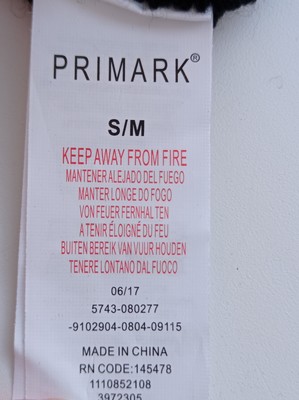 PRIMARK®
S/M
KEEP AWAY FROM FIRE
MANTENER ALEJADO DEL FUEGO
MANTER LONGE DO FOGO
VON FEUER FERNHALTEN
A TENIR ÉLOIGNÉ DU FEU
BUITEN BEREIK VAN VUUR HOUDEN
TENERE LONTANO DAL FUOCO
06/17
5743-080277
-9102904-0804-09115
MADE IN CHINA
RN CODE:145478
1110852108
3972305